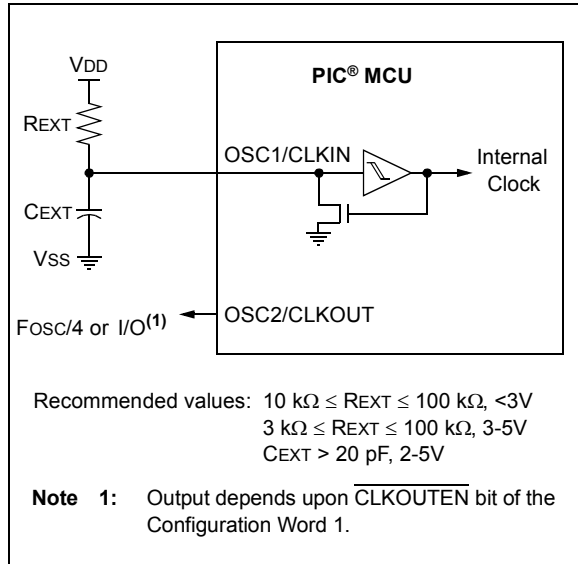 VDD
PIC® MCU
REXT
OSC1/CLKIN
Internal
Clock
CEXT
VSS
OSC2/CLKOUT
FOSC/4 or I/O(1)
Recommended values: 10 kΩ ≤ REXT ≤ 100 kΩ, <3V
3 kΩ ≤ REXT ≤ 100 kΩ, 3-5V
CEXT > 20 pF, 2-5V
Note 1: Output depends upon CLKOUTEN bit of the
Configuration Word 1.